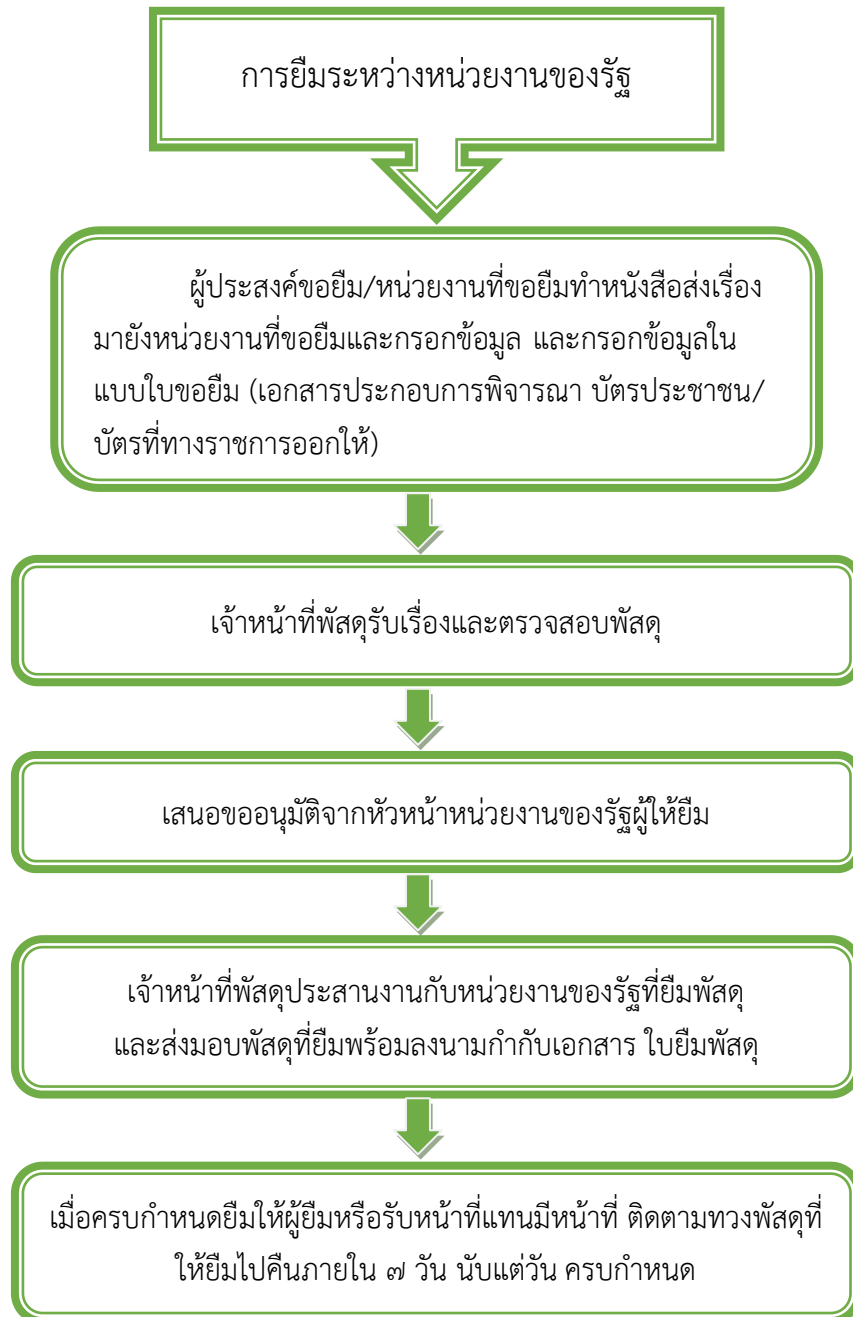 การยืมระหว่างหน่วยงานของรัฐ
ผู้ประสงค์ขอยืม/หน่วยงานที่ขอยืมทำหนังสือส่งเรื่อง
มายังหน่วยงานที่ขอยืมและกรอกข้อมูล และกรอกข้อมูลใน
แบบใบขอยืม (เอกสารประกอบการพิจารณา บัตรประชาชน/
บัตรที่ทางราชการออกให้)
เจ้าหน้าที่พัสดุรับเรื่องและตรวจสอบพัสดุ
เสนอขออนุมัติจากหัวหน้าหน่วยงานของรัฐผู้ให้ยืม
เจ้าหน้าที่พัสดุประสานงานกับหน่วยงานของรัฐที่ยืมพัสดุ
และส่งมอบพัสดุที่ยืมพร้อมลงนามกำกับเอกสาร ใบยืมพัสดุ
เมื่อครบกำหนดยืมให้ผู้ยืมหรือรับหน้าที่แทนมีหน้าที่ ติดตามทวงพัสดุที่
ให้ยืมไปคืนภายใน ๗ วัน นับแต่วัน ครบกำหนด